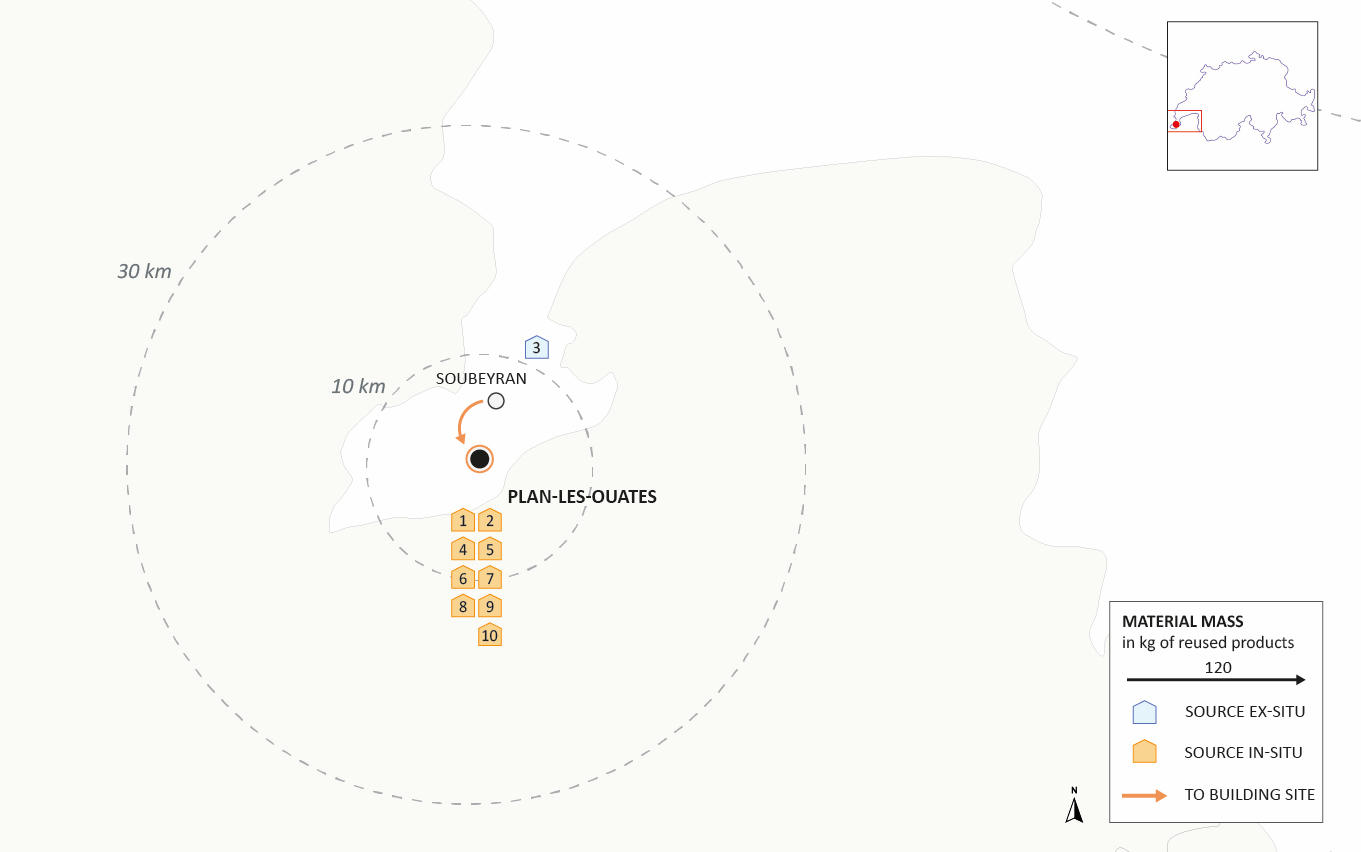 30 km
3
SOUBEYRAN
10 km
PLAN-LES-OUATES
1 2
4 5
6 7
8 9
10
MATERIAL MASS
in kg of reused products
120
SOURCE EX-SITU
SOURCE IN-SITU
TO BUILDING SITE
N